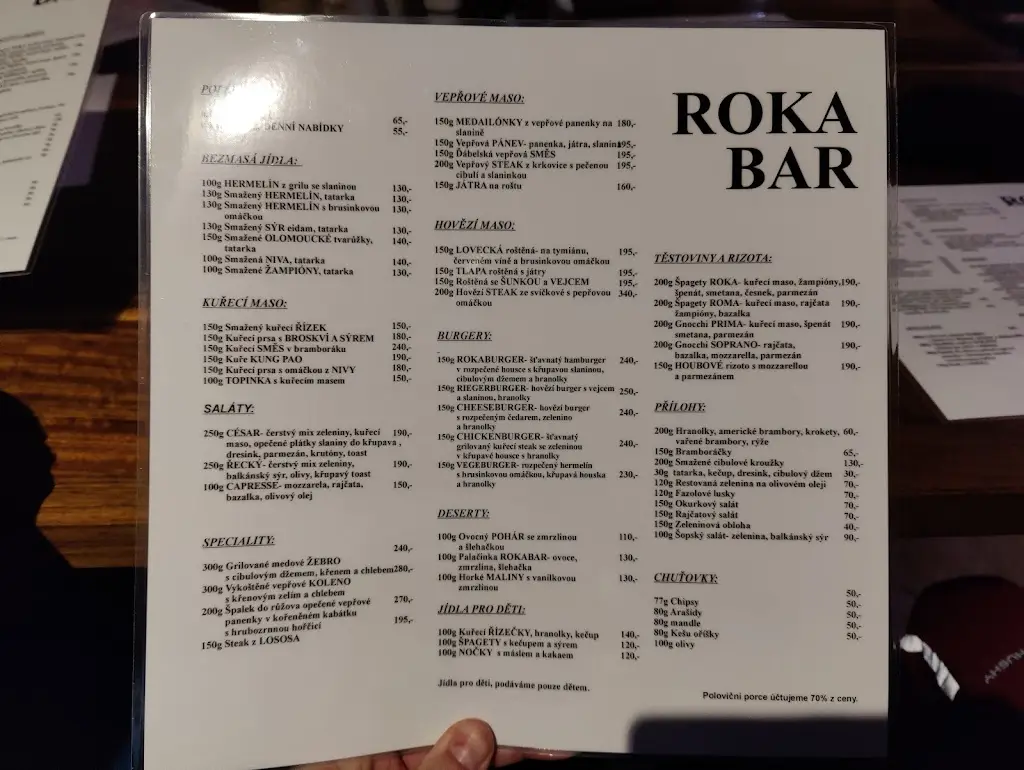 ROKA
BAR
65,-
DENNÍ NABÍDKY 55,-
BEZMASÁ JÍDLA:
100g HERMELÍN z grilu se slaninou 130,-
130g Smažený HERMELÍN, tatarka 130,-
130g Smažený HERMELÍN s brusinkovou 130,-
omáčkou
130g Smažený SÝR eidam, tatarka 130,-
150g Smažené OLOMOUCKÉ tvarůžky, 140,-
tatarka
100g Smažená NIVA, tatarka 140,-
100g Smažené ŽAMPIÓNY, tatarka 130,-
KUŘECÍ MASO:
150g Smažený kuřecí ŘÍZEK 150,-
150g Kuřecí prsa s BROSKVÍ A SÝREM 180,-
150g Kuřecí SMĚS v bramboráku 240,-
150g Kuře KUNG PAO 190,-
150g Kuřecí prsa s omáčkou z NIVY 180,-
100g TOPINKA s kuřecím masem 150,-
SALÁTY:
250g CÉSAR- čerstvý mix zeleniny, kuřecí 190,-
maso, opečené plátky slaniny do křupava ,
dresink, parmezán, krutóny, toast
250g ŘECKÝ- čerstvý mix zeleniny, 190,-
balkánský sýr, olivy, křupavý toast
100g CAPRESSE- mozzarela, rajčata, 150,-
bazalka, olivový olej
SPECIALITY:
240,-
300g Grilované medové ŽEBRO
s cibulovým džemem, křenem a chlebem 280,-
300g Vykoštěné vepřové KOLENO
s křenovým zelím a chlebem
200g Špalek do růžova opečené vepřové 270,-
panenky v kořeněném kabátku
s hrubozrnnou hořčicí 195,-
150g Steak z LOSOSA
VEPŘOVÉ MASO:
150g MEDAILÓNKY z vepřové panenky na 180,-
slanině
150g Vepřová PÁNEV- panenka, játra, slanina 195,-
150g Ďábelská vepřová SMĚS 195,-
200g Vepřový STEAK z krkovice s pečenou 195,-
cibulí a slaninkou
150g JÁTRA na roštu 160,-
HOVĚZÍ MASO:
150g LOVECKÁ roštěná- na tymiánu, 195,-
červeném víně a brusinkovou omáčkou
150g TLAPA roštěná s játry 195,-
150g Roštěná se ŠUNKOU a VEJCEM 195,-
200g Hovězí STEAK ze svíčkové s pepřovou 340,-
omáčkou
BURGERY:
150g ROKABURGER- šťavnatý hamburger 240,-
v rozpečené housce s křupavou slaninou,
cibulovým džemem a hranolky
150g RIEGERBURGER- hovězí burger s vejcem 250,-
a slaninou, hranolky
150g CHEESEBURGER- hovězí burger 240,-
s rozpečeným čedarem, zelenino
a hranolky
150g CHICKENBURGER- šťavnatý
grilovaný kuřecí steak se zeleninou 240,-
v křupavé housce s hranolky
150g VEGEBURGER- rozpečený hermelín
s brusinkovou omáčkou, křupavá houska 230,-
a hranolky
DESERTY:
100g Ovocný POHÁR se zmrzlinou 110,-
a šlehačkou
100g Palačinka ROKABAR- ovoce, 130,-
zmrzlina, šlehačka
100g Horké MALINY s vanilkovou 130,-
zmrzlinou
JÍDLA PRO DĚTI:
100g Kuřecí ŘÍZEČKY, hranolky, kečup 140,-
100g ŠPAGETY s kečupem a sýrem 120,-
100g NOČKY s máslem a kakaem 120,-
Jídla pro děti, podáváme pouze dětem.
TĚSTOVINY A RIZOTA:
200g Špagety ROKA- kuřecí maso, žampióny, 190,-
špenát, smetana, česnek, parmezán
200g Špagety ROMA- kuřecí maso, rajčata 190,-
žampióny, bazalka
200g Gnocchi PRIMA- kuřecí maso, špenát 190,-
smetana, parmezán
200g Gnocchi SOPRANO- rajčata, 190,-
bazalka, mozzarella, parmezán
150g HOUBOVÉ rizoto s mozzarellou 190,-
a parmezánem
PŘÍLOHY:
200g Hranolky, americké brambory, krokety, 60,-
vařené brambory, rýže
150g Bramboráčky 65,-
200g Smažené cibulové kroužky 130,-
30g tatarka, kečup, dresink, cibulový džem 30,-
120g Restovaná zelenina na olivovém oleji 70,-
120g Fazolové lusky 70,-
150g Okurkový salát 70,-
150g Rajčatový salát 70,-
150g Zeleninová obloha 40,-
100g Šopský salát- zelenina, balkánský sýr 90,-
CHUŤOVKY:
50,-
77g Chipsy 50,-
80g Arašídy 50,-
80g mandle 50,-
80g Kešu oříšky 50,-
100g olivy
Poloviční porce účtujeme 70% z ceny.